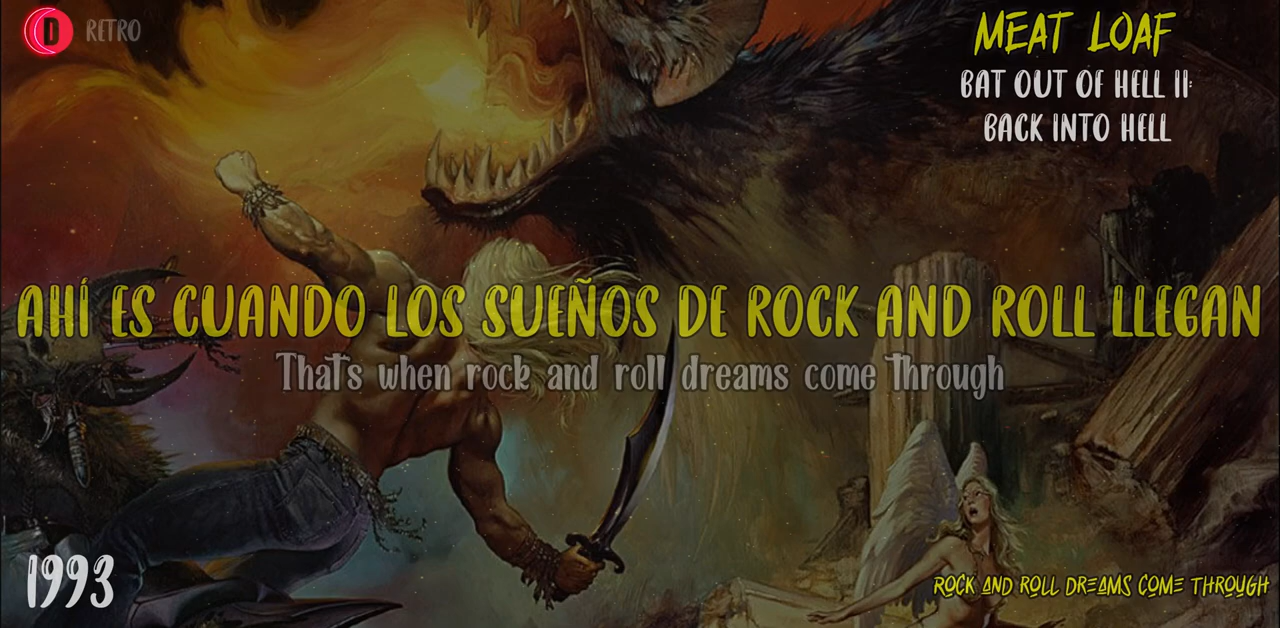 D RETRO
MEAT LOAF
BAT OUT OF HELL II:
BACK INTO HELL
AHÍ ES CUANDO LOS SUEÑOS DE ROCK AND ROLL LLEGAN
That's when rock and roll dreams come through
1993
ROCK AND ROLL DREAMS COME THROUGH